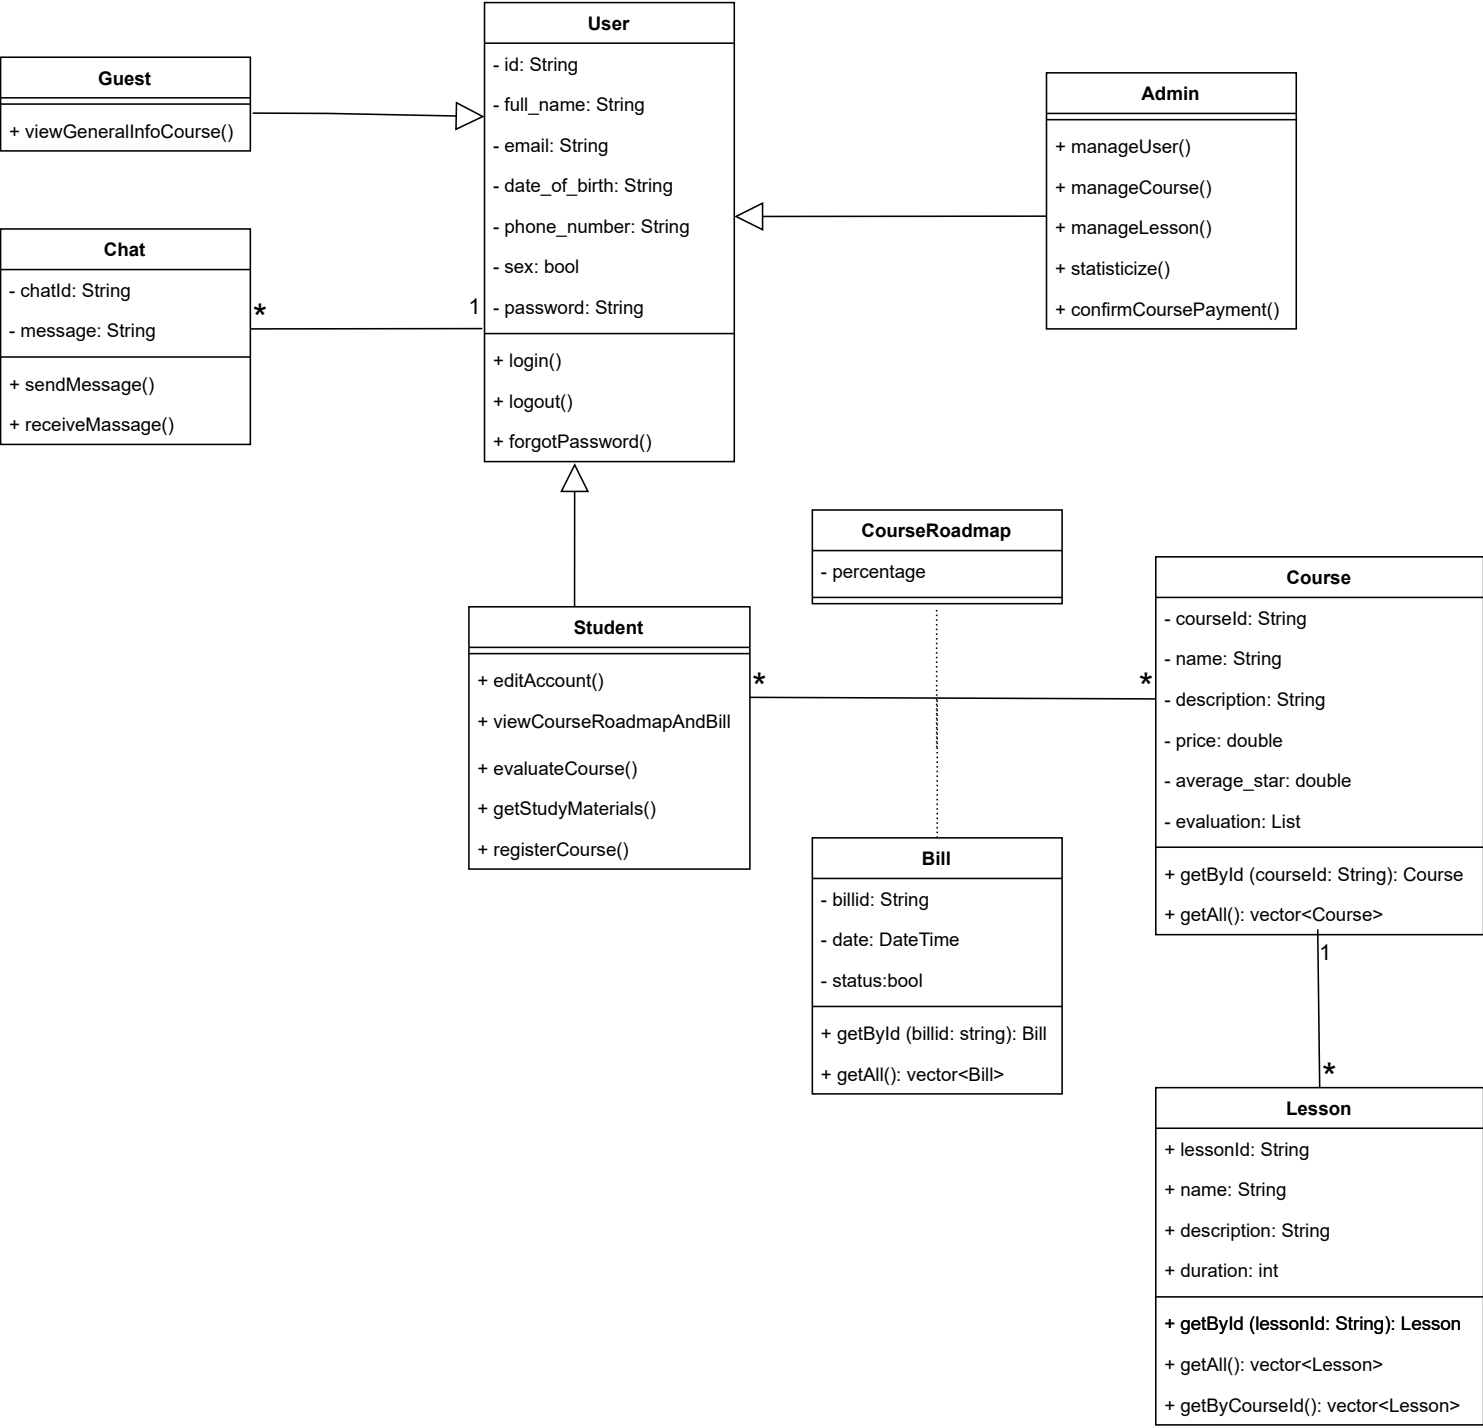 User
- id: String
- full_name: String
- email: String
- date_of_birth: String
- phone_number: String
- sex: bool
- password: String
+ login()
+ logout()
+ forgotPassword()
Guest
+ viewGeneralInfoCourse()
Admin
+ manageUser()
+ manageCourse()
+ manageLesson()
+ statisticize()
+ confirmCoursePayment()
Chat
- chatId: String
- message: String
+ sendMessage()
+ receiveMassage()
*
1
CourseRoadmap
- percentage
Student
+ editAccount()
+ viewCourseRoadmapAndBill
+ evaluateCourse()
+ getStudyMaterials()
+ registerCourse()
*
*
Course
- courseId: String
- name: String
- description: String
- price: double
- average_star: double
- evaluation: List
+ getById (courseId: String): Course
+ getAll(): vector<Course>
Bill
- billid: String
- date: DateTime
- status:bool
+ getById (billid: string): Bill
+ getAll(): vector<Bill>
1
*
Lesson
+ lessonId: String
+ name: String
+ description: String
+ duration: int
+ getById (lessonId: String): Lesson
+ getAll(): vector<Lesson>
+ getByCourseId(): vector<Lesson>